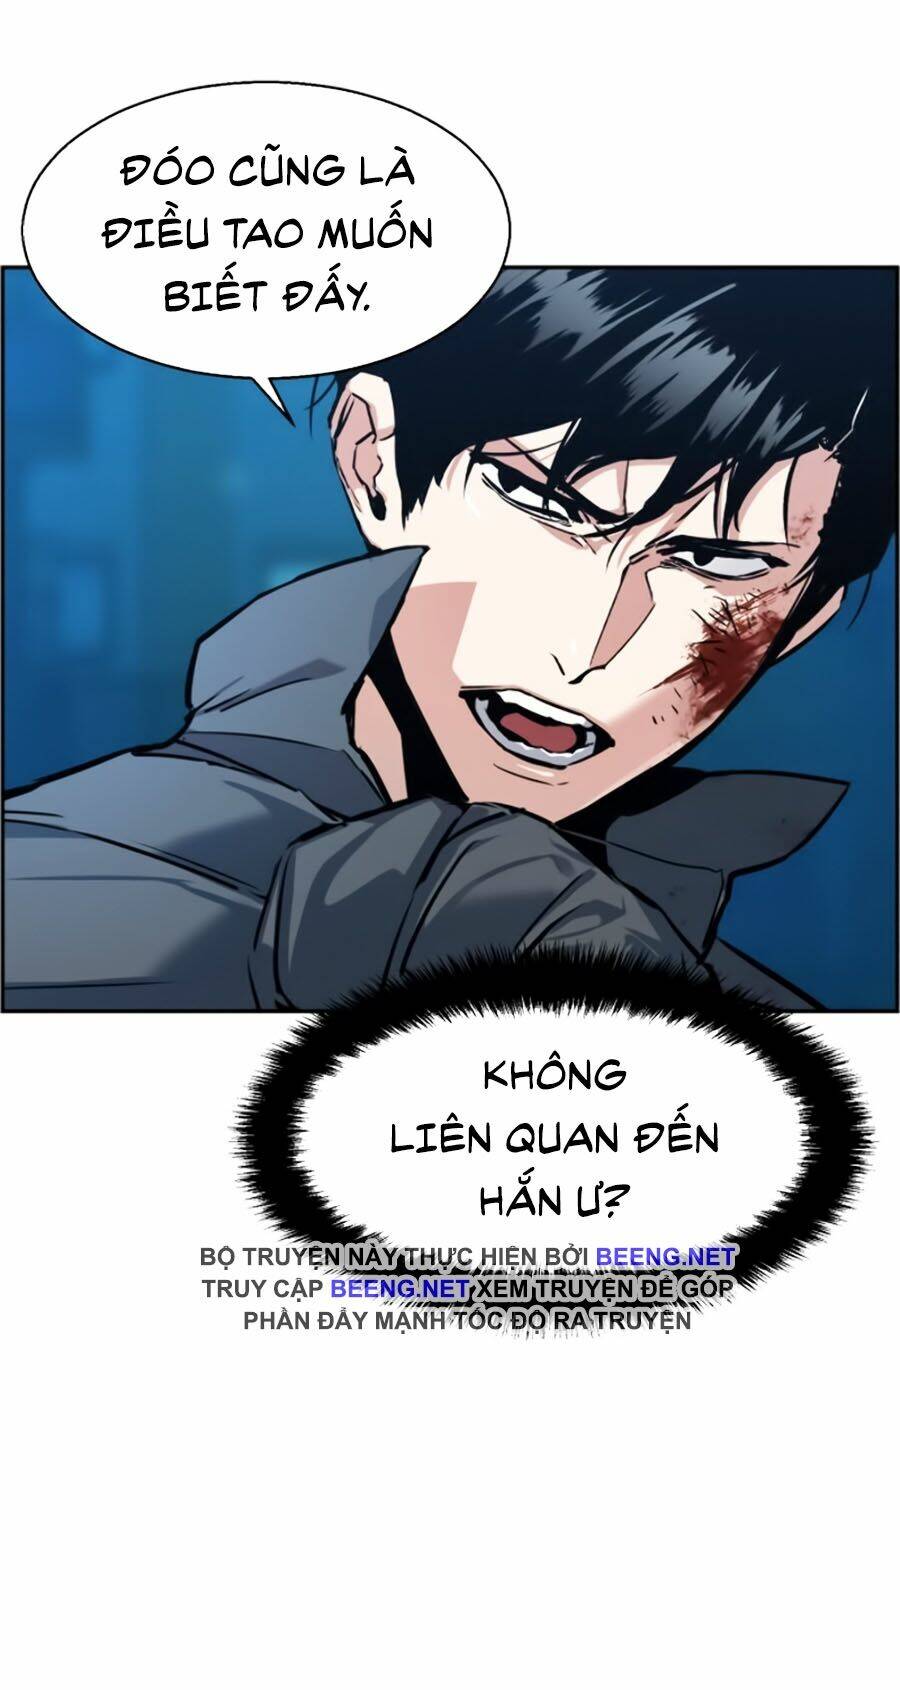 ĐÓO CŨNG LÀ
ĐIỀU TAO MUỐN
BIẾT ĐẤY.
KHÔNG
LIÊN QUAN ĐẾN
HẮN Ư?
BỘ TRUYỆN NÀY THỰC HIỆN BỞI BEENG.NET
TRUY CẬP BEENG.NET XEM TRUYỆN ĐỂ GÓP
PHẦN ĐẨY MẠNH TỐC ĐỘ RA TRUYỆN